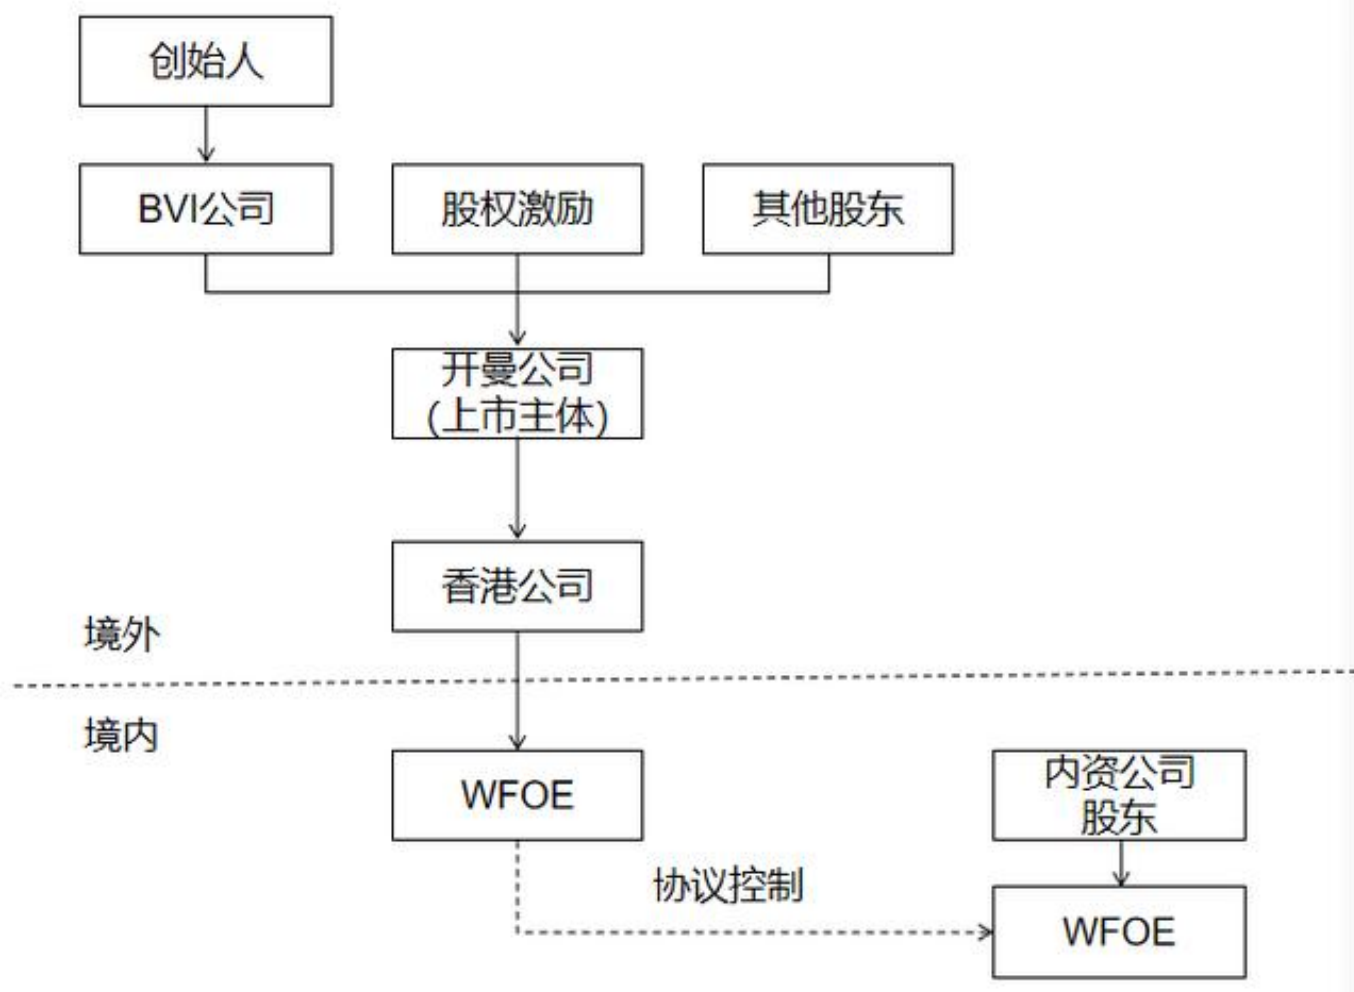 创始人
BVI公司
股权激励
其他股东
开曼公司
(上市主体)
香港公司
境外
境内
WFOE
内资公司
股东
协议控制
WFOE